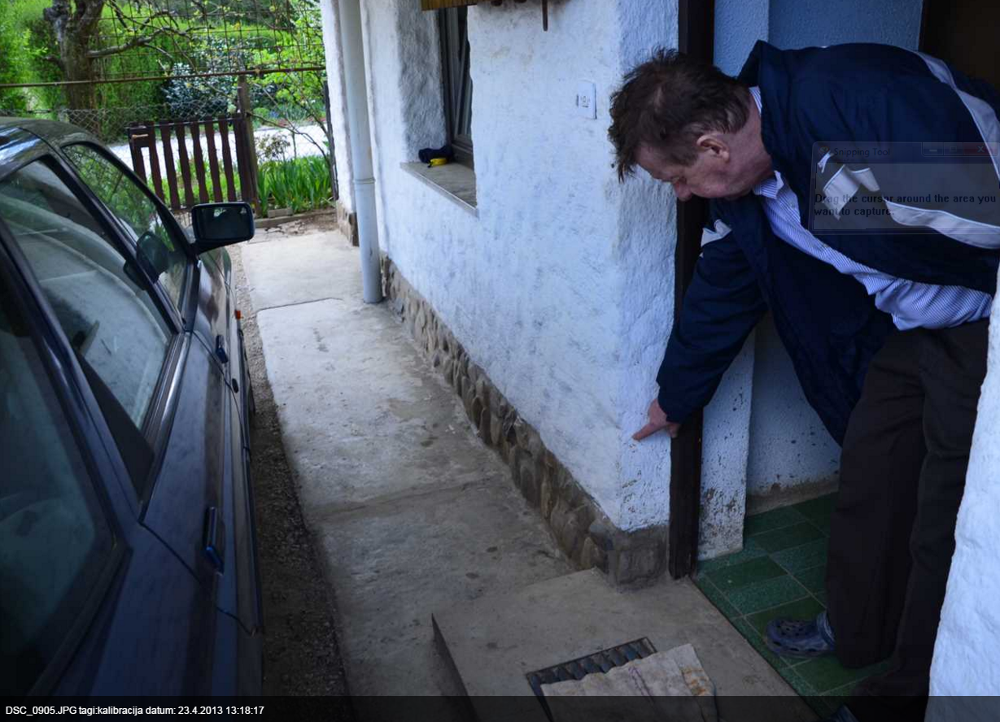 Snipping Tool
Drag the cursor around the area you
want to capture.
DSC_0905.JPG tagi:kalibracija datum: 23.4.2013 13:18:17